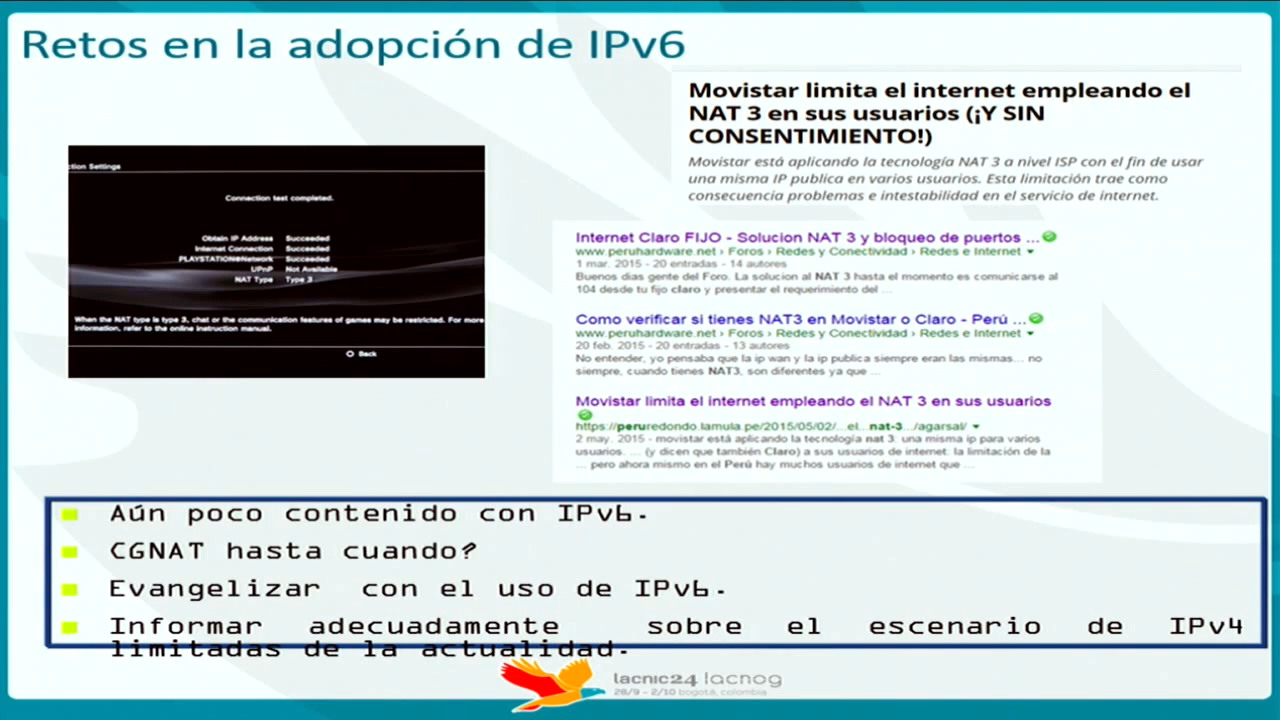 Retos en la adopción de IPv6
Movistar limita el internet empleando el
NAT 3 en sus usuarios (¡Y SIN
CONSENTIMIENTO!)
Movistar está aplicando la tecnología NAT 3 a nivel ISP con el fin de usar
una misma IP publica en varios usuarios. Esta limitación trae como
consecuencia problemas e intestabilidad en el servicio de internet.
ction Settings
Connection test completed.
Obtain IP Address Succeeded
Internet Connection Succeeded
PLAYSTATION®Network Succeeded
UPnP Not Available
NAT Type Type 3
When the NAT type is type 3, chat or the communication features of games may be restricted. For more
information, refer to the online instruction manual.
Back
Internet Claro FIJO - Solucion NAT 3 y bloqueo de puertos ...
www.peruhardware.net › Foros › Redes y Conectividad › Redes e Internet
1 mar. 2015 - 20 entradas - 14 autores
Buenos dias gente del Foro. La solucion al NAT 3 hasta el momento es comunicarse al
104 desde tu fijo claro y presentar el requerimiento del ...
Como verificar si tienes NAT3 en Movistar o Claro - Perú ...
www.peruhardware.net › Foros › Redes y Conectividad › Redes e Internet
20 feb. 2015 - 20 entradas - 13 autores
No entender, yo pensaba que la ip wan y la ip publica siempre eran las mismas... no
siempre, cuando tienes NAT3, son diferentes ya que ...
Movistar limita el internet empleando el NAT 3 en sus usuarios
https://peruredondo.lamula.pe/2015/05/02/...el...nat-3.../agarsal/
2 may. 2015 - movistar está aplicando la tecnología nat 3: una misma ip para varios
usuarios. ... (y dicen que también Claro) a sus usuarios de internet: la limitación de la
... pero ahora mismo en el Perú hay muchos usuarios de internet que ...
Aún poco contenido con IPv6.
CGNAT hasta cuando?
Evangelizar con el uso de IPv6.
Informar adecuadamente sobre el escenario de IPv4
limitadas de la actualidad.
lacnic24 lacnog
28/9 - 2/10 bogotá, colombia